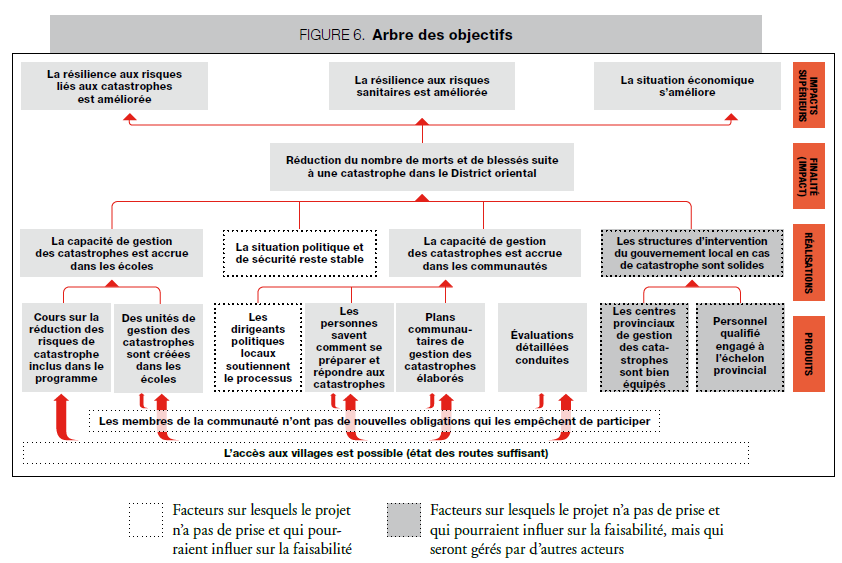 FIGURE 6. Arbre des objectifs
La résilience aux risques
liés aux catastrophes
est améliorée
La résilience aux risques
sanitaires est améliorée
La situation économique
s'améliore
IMPACTS
SUPÉRIEURS
Réduction du nombre de morts et de blessés suite
à une catastrophe dans le District oriental
FINALITÉ
(IMPACT)
La capacité de gestion
des catastrophes est accrue
dans les écoles
La situation politique et
de sécurité reste stable
La capacité de gestion
des catastrophes est accrue
dans les communautés
Les structures d'intervention
du gouvernement local en cas
de catastrophe sont solides
RÉALISATIONS
Cours sur la
réduction des
risques de
catastrophe
inclus dans le
programme
Des unités de
gestion des
catastrophes
sont créées
dans les
écoles
Les
dirigeants
politiques
locaux
soutiennent
le processus
Les
personnes
savent
comment se
préparer et
répondre aux
catastrophes
Plans
communau-
taires de
gestion des
catastrophes
élaborés
Évaluations
détaillées
conduites
Les centres
provinciaux
de gestion
des cata-
strophes
sont bien
équipés
Personnel
qualifié
engagé à
l'échelon
provincial
PRODUITS
Les membres de la communauté n'ont pas de nouvelles obligations qui les empêchent de participer
L'accès aux villages est possible (état des routes suffisant)
Facteurs sur lesquels le projet
n'a pas de prise et qui pour-
raient influer sur la faisabilité
Facteurs sur lesquels le projet n'a pas de prise et
qui pourraient influer sur la faisabilité, mais qui
seront gérés par d'autres acteurs